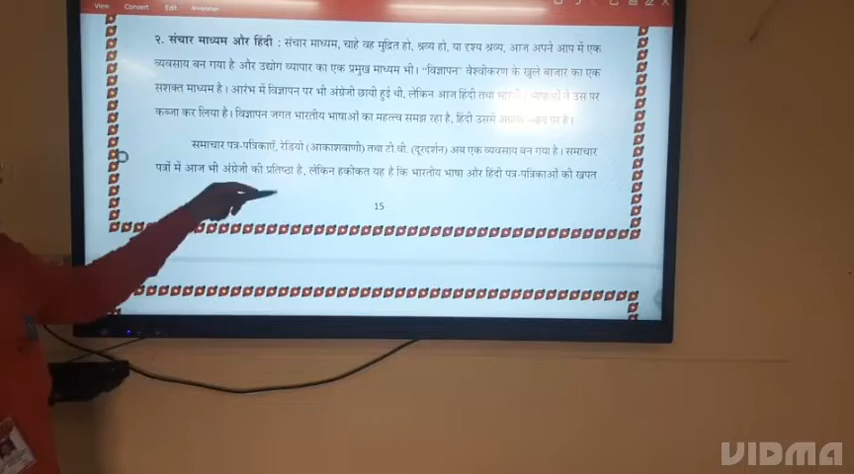 View Convert Edit
२. संचार माध्यम और हिंदी : संचार माध्यम, चाहे वह मुद्रित हो, श्रव्य हो, या दृश्य श्रव्य, आज अपने आप में एक
व्यवसाय बन गया है और उद्योग व्यापार का एक प्रमुख माध्यम भी। "विज्ञापन" वैश्वीकरण के खुले बाजार का एक
सशक्त माध्यम है। आरंभ में विज्ञापन पर भी अंग्रेजी छायी हुई थी, लेकिन आज हिंदी तथा ने उस पर
कब्जा कर लिया है। विज्ञापन जगत भारतीय भाषाओं का महत्त्व समझ रहा है, हिंदी उसमें पर है।
समाचार पत्र-पत्रिकाएँ, रेडियो (आकाशवाणी) तथा टी.वी. (दूरदर्शन) अब एक व्यवसाय बन गया है। समाचार
पत्रों में आज भी अंग्रेजी की प्रतिष्ठा है, लेकिन हकीकत यह है कि भारतीय भाषा और हिंदी पत्र-पत्रिकाओं की खपत
15
VIDMA